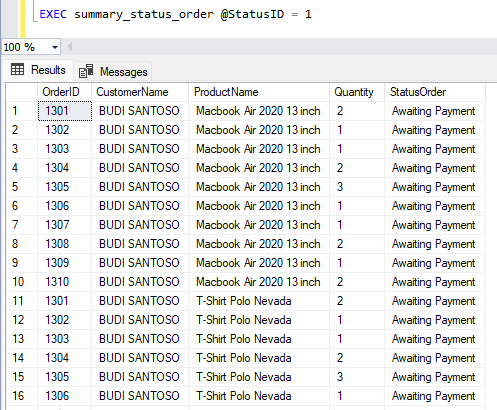 EXEC summary_status_order @StatusID = 1
100 %
Results Messages
OrderID CustomerName ProductName Quantity StatusOrder
1 1301 BUDI SANTOSO Macbook Air 2020 13 inch 2 Awaiting Payment
2 1302 BUDI SANTOSO Macbook Air 2020 13 inch 1 Awaiting Payment
3 1303 BUDI SANTOSO Macbook Air 2020 13 inch 1 Awaiting Payment
4 1304 BUDI SANTOSO Macbook Air 2020 13 inch 2 Awaiting Payment
5 1305 BUDI SANTOSO Macbook Air 2020 13 inch 3 Awaiting Payment
6 1306 BUDI SANTOSO Macbook Air 2020 13 inch 1 Awaiting Payment
7 1307 BUDI SANTOSO Macbook Air 2020 13 inch 1 Awaiting Payment
8 1308 BUDI SANTOSO Macbook Air 2020 13 inch 2 Awaiting Payment
9 1309 BUDI SANTOSO Macbook Air 2020 13 inch 1 Awaiting Payment
10 1310 BUDI SANTOSO Macbook Air 2020 13 inch 2 Awaiting Payment
11 1301 BUDI SANTOSO T-Shirt Polo Nevada 2 Awaiting Payment
12 1302 BUDI SANTOSO T-Shirt Polo Nevada 1 Awaiting Payment
13 1303 BUDI SANTOSO T-Shirt Polo Nevada 1 Awaiting Payment
14 1304 BUDI SANTOSO T-Shirt Polo Nevada 2 Awaiting Payment
15 1305 BUDI SANTOSO T-Shirt Polo Nevada 3 Awaiting Payment
16 1306 BUDI SANTOSO T-Shirt Polo Nevada 1 Awaiting Payment